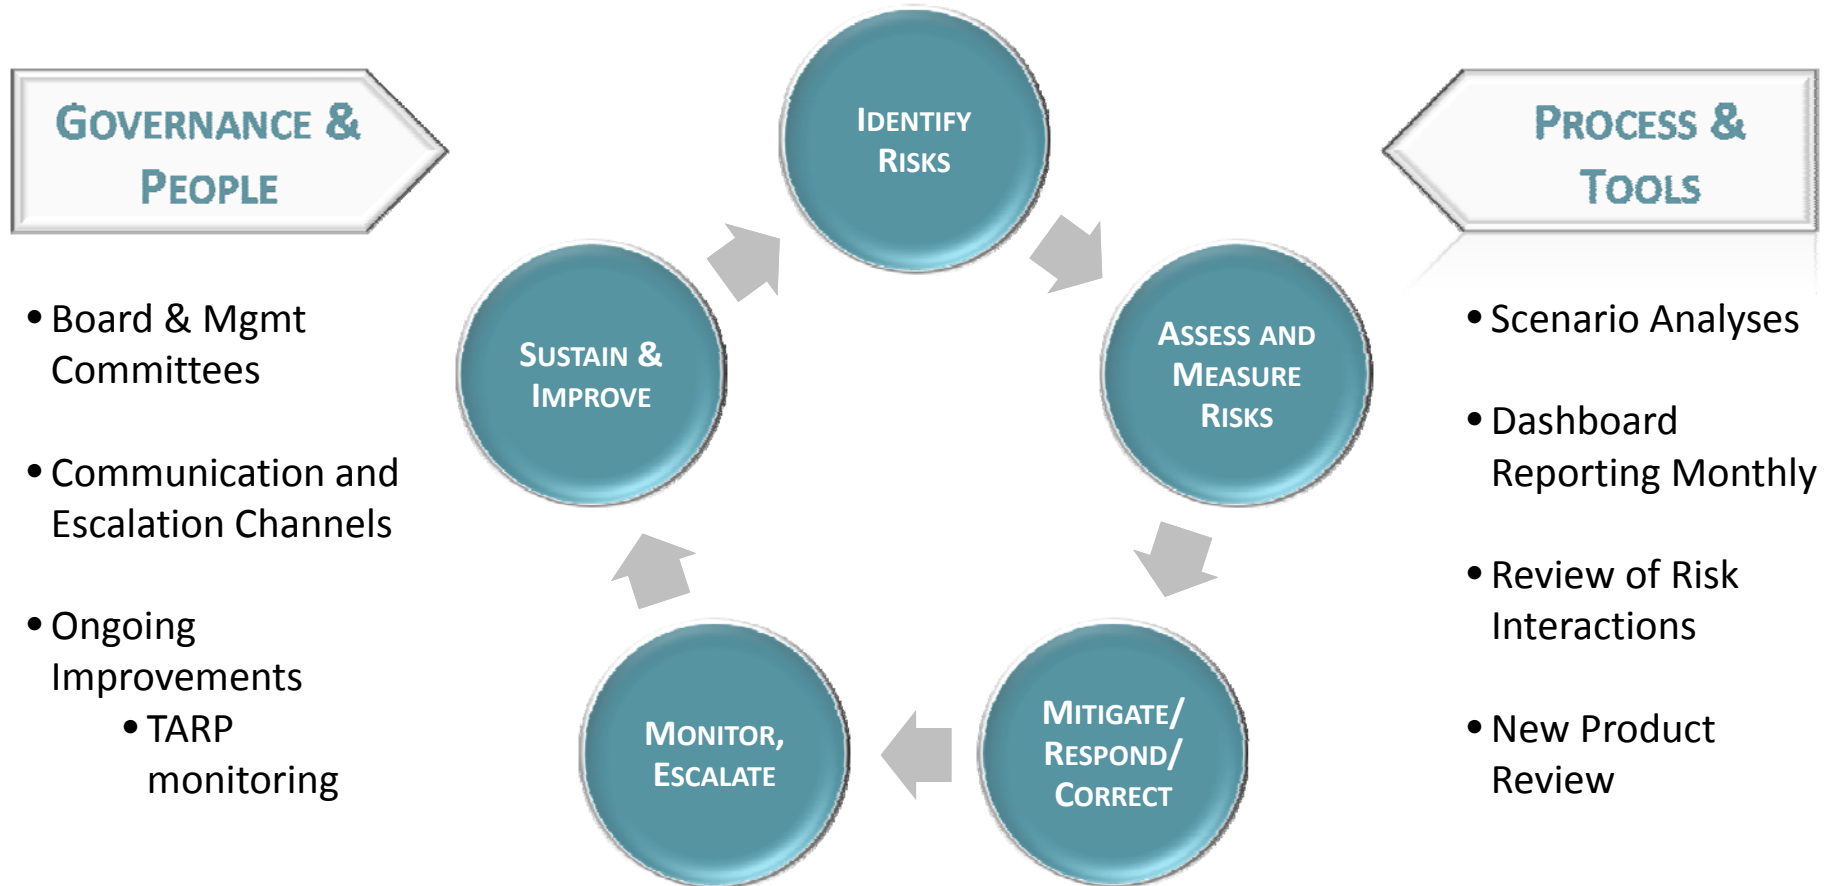 GOVERNANCE &
PEOPLE
• Board & Mgmt
Committees
• Communication and
Escalation Channels
• Ongoing
Improvements
• TARP
monitoring
IDENTIFY
RISKS
ASSESS AND
MEASURE
RISKS
MITIGATE/
RESPOND/
CORRECT
MONITOR,
ESCALATE
SUSTAIN &
IMPROVE
PROCESS &
TOOLS
• Scenario Analyses
• Dashboard
Reporting Monthly
• Review of Risk
Interactions
• New Product
Review